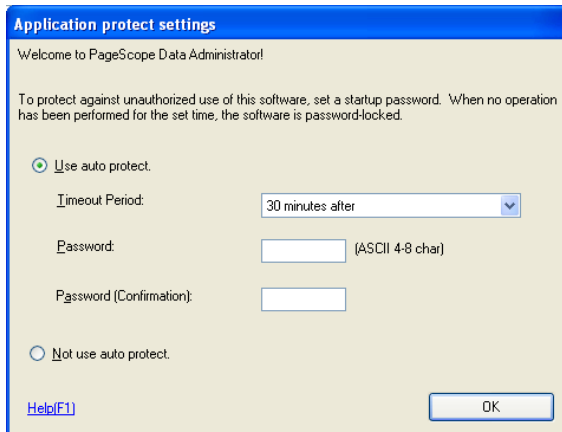 Application protect settings
Welcome to PageScope Data Administrator!
To protect against unauthorized use of this software, set a startup password. When no operation
has been performed for the set time, the software is password-locked.
Use auto protect.
Timeout Period: 30 minutes after
Password: (ASCII 4-8 char)
Password (Confirmation):
Not use auto protect.
Help(F1) OK